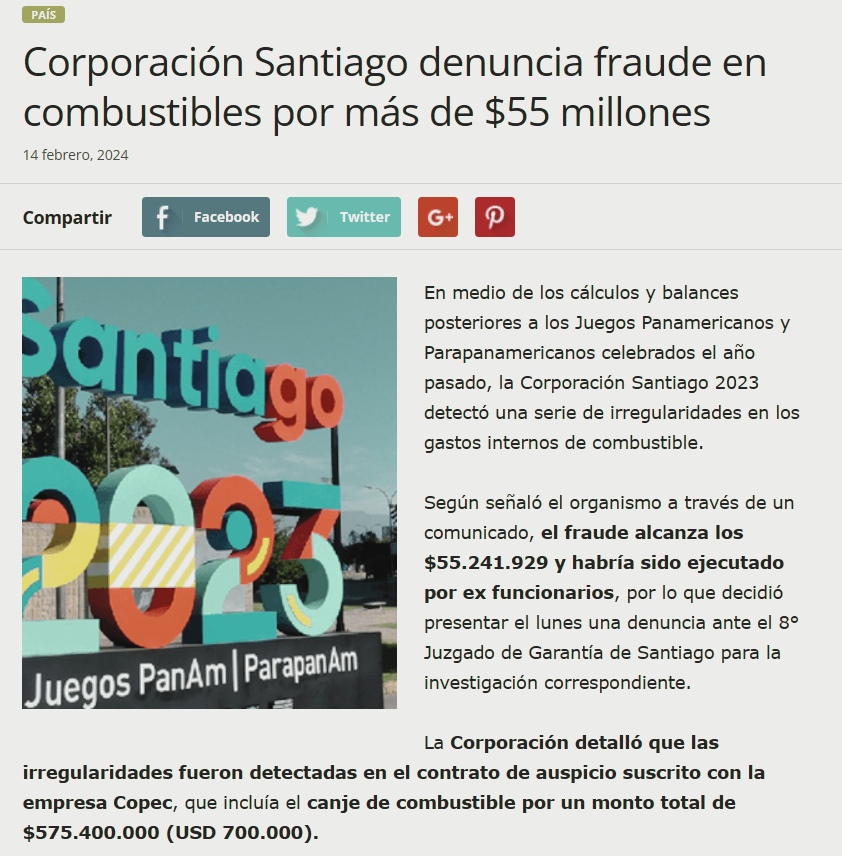 PAÍS
Corporación Santiago denuncia fraude en
combustibles por más de $55 millones
14 febrero, 2024
Compartir
Facebook
Twitter
G+
Santiago
2023
Juegos PanAm | ParapanAm
En medio de los cálculos y balances
posteriores a los Juegos Panamericanos y
Parapanamericanos celebrados el año
pasado, la Corporación Santiago 2023
detectó una serie de irregularidades en los
gastos internos de combustible.
Según señaló el organismo a través de un
comunicado, el fraude alcanza los
$55.241.929 y habría sido ejecutado
por ex funcionarios, por lo que decidió
presentar el lunes una denuncia ante el 8°
Juzgado de Garantía de Santiago para la
investigación correspondiente.
La Corporación detalló que las
irregularidades fueron detectadas en el contrato de auspicio suscrito con la
empresa Copec, que incluía el canje de combustible por un monto total de
$575.400.000 (USD 700.000).